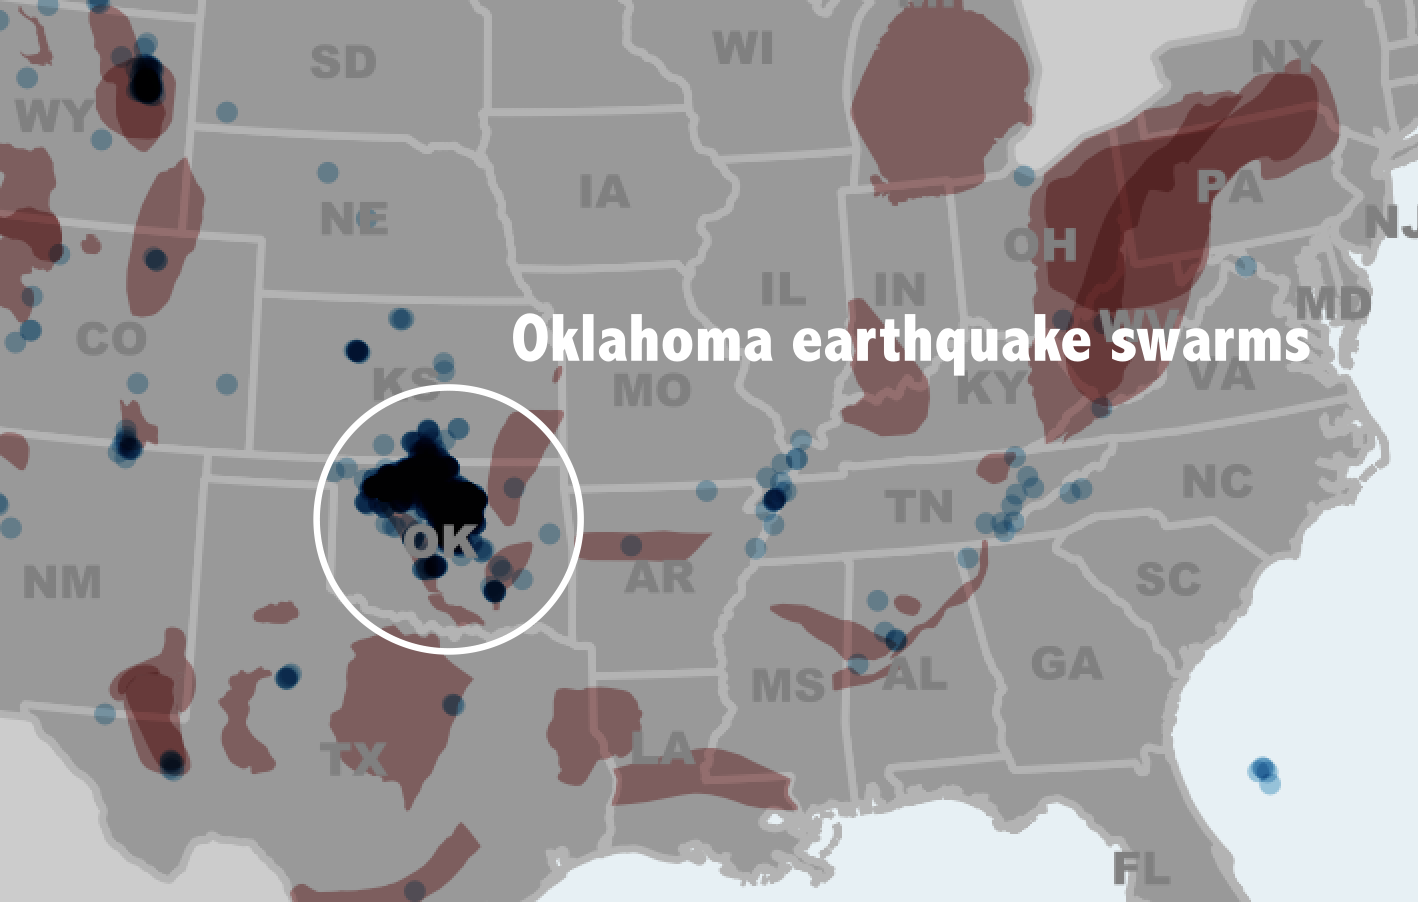 MI
WI
NY
SD
WY
PA
IA
NE
NJ
OH
IL
IN
MD
WV
CO
Oklahoma earthquake swarms
VA
KS
MO
KY
NC
TN
OK
AR
NM
SC
GA
AL
MS
LA
TX
FL